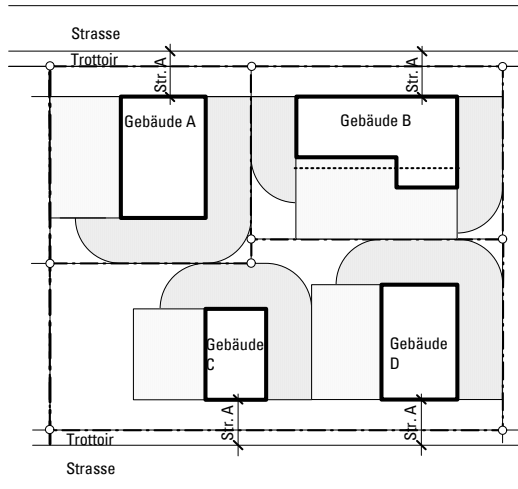 Strasse
Trottoir
Str. A
Str. A
Gebäude A
Gebäude B
Gebäude
C
Gebäude
D
Str. A
Str. A
Trottoir
Strasse